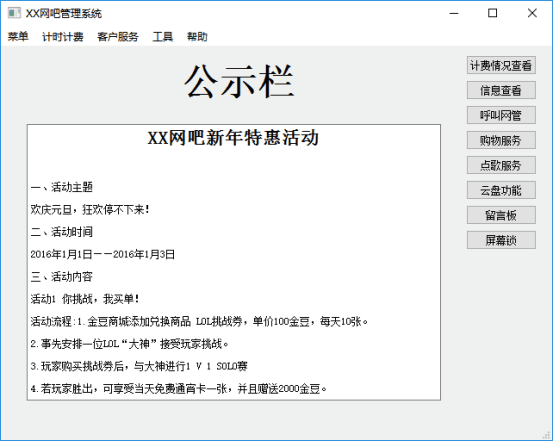 XX网吧管理系统
菜单 计时计费 客户服务 工具 帮助
公示栏
XX网吧新年特惠活动
一、活动主题
欢庆元旦，狂欢停不下来！
二、活动时间
2016年1月1日——2016年1月3日
三、活动内容
活动1 你挑战，我买单！
活动流程:1.金豆商城添加兑换商品 LOL挑战券，单价100金豆，每天10张。
2.事先安排一位LOL“大神”接受玩家挑战。
3.玩家购买挑战券后，与大神进行1 V 1 SOLO赛
4.若玩家胜出，可享受当天免费通宵卡一张，并且赠送2000金豆。
计费情况查看
信息查看
呼叫网管
购物服务
点歌服务
云盘功能
留言板
屏幕锁